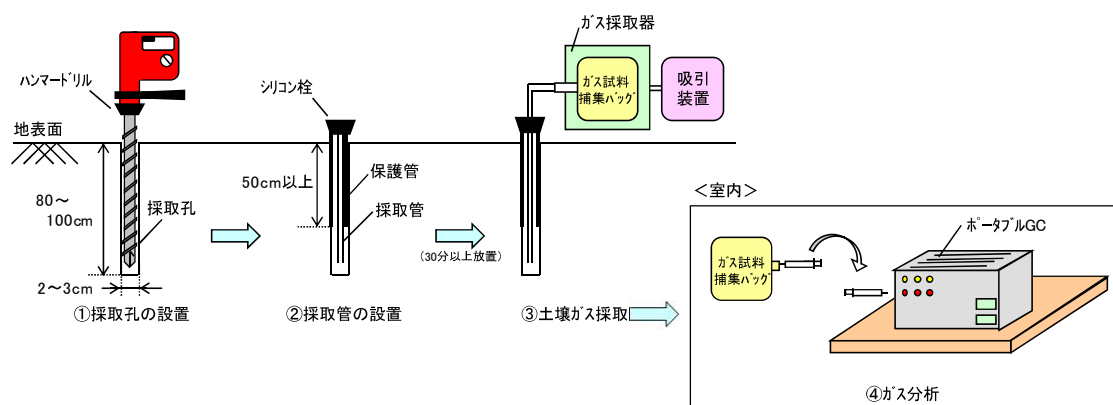 ハンマードリル
地表面
80～
100cm
採取孔
2～3cm
①採取孔の設置
シリコン栓
50cm以上
保護管
採取管
②採取管の設置
(30分以上放置)
ガス採取器
ガス試料
捕集バッグ
吸引
装置
③土壌ガス採取
＜室内＞
ガス試料
捕集バッグ
ポータブルGC
④ガス分析